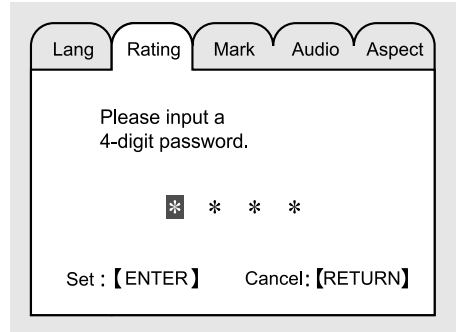 Lang Rating Mark Audio Aspect
Please input a
4-digit password.
* * * *
Set :【ENTER】 Cancel:【RETURN】